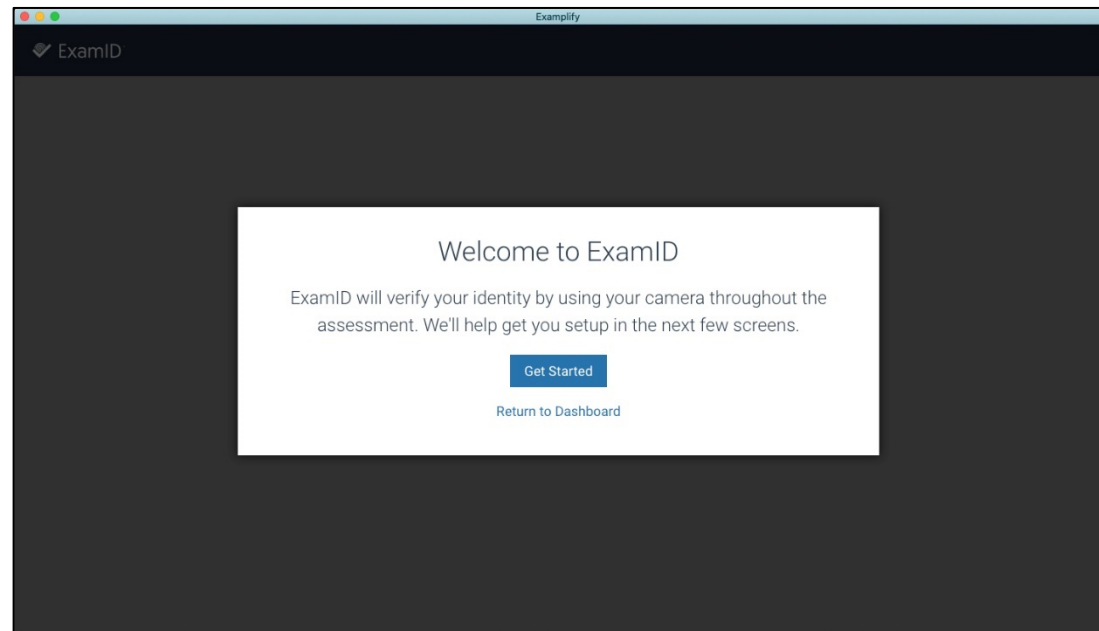 Examplify
ExamID
Welcome to ExamID
ExamID will verify your identity by using your camera throughout the
assessment. We'll help get you setup in the next few screens.
Get Started
Return to Dashboard